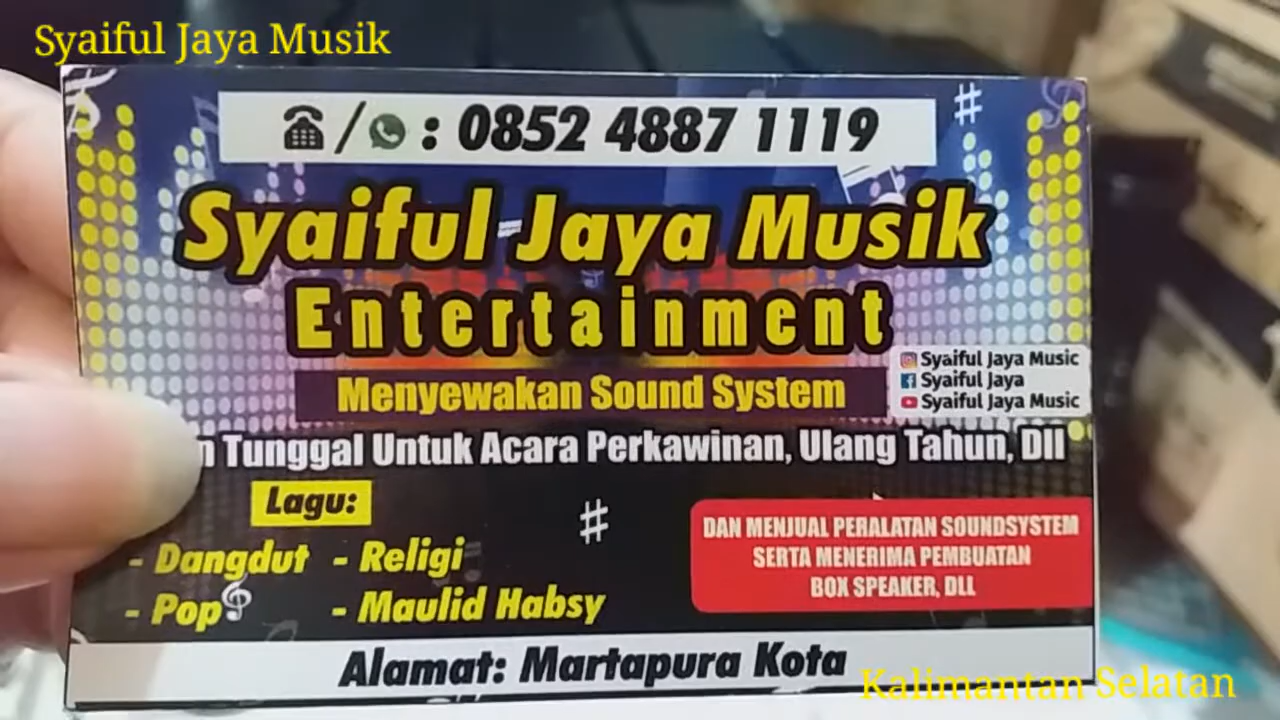 Syaiful Jaya Musik
: 0852 4887 1119
Syaiful Jaya Musik
Entertainment
Menyewakan Sound System
Syaiful Jaya Music
Syaiful Jaya
Syaiful Jaya Music
Tunggal Untuk Acara Perkawinan, Ulang Tahun, Dll
Lagu:
- Dangdut - Religi
- Pop - Maulid Habsy
DAN MENJUAL PERALATAN SOUNDSYSTEM
SERTA MENERIMA PEMBUATAN
BOX SPEAKER, DLL
Alamat: Martapura Kota
Kalimantan Selatan